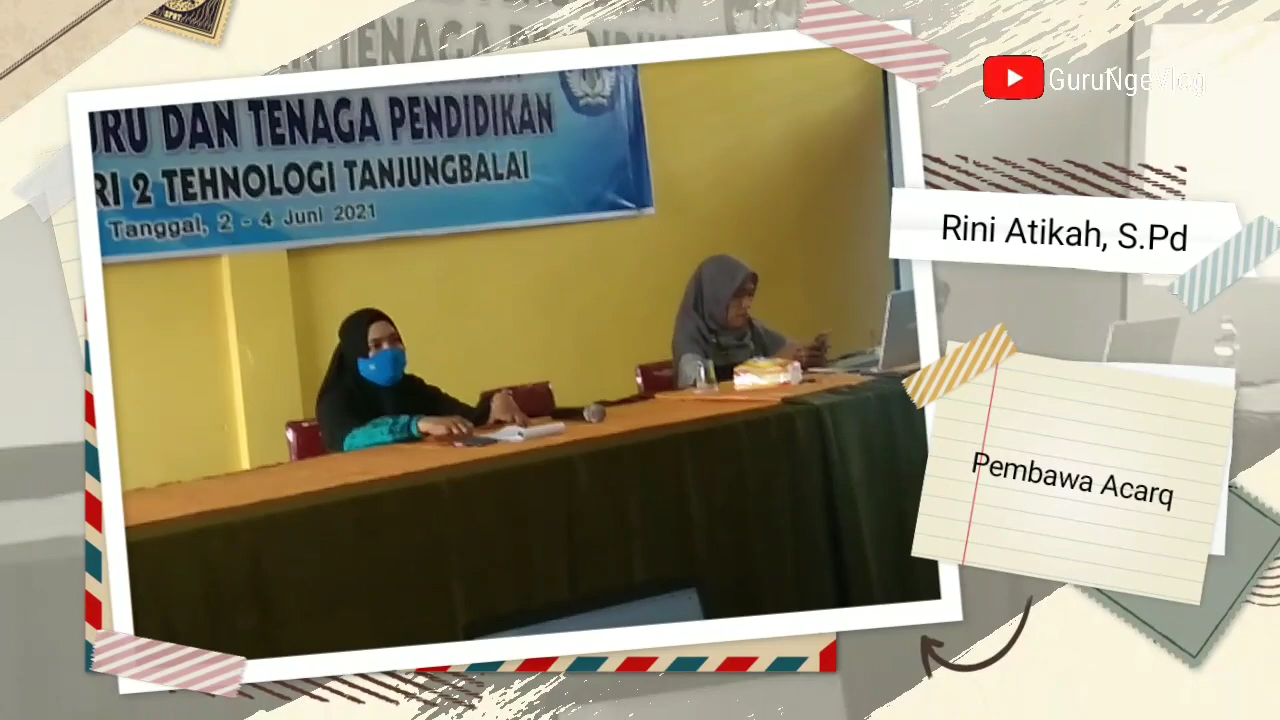 TENAGA
GuruNgeVlog
URU DAN TENAGA PENDIDIKAN
RI 2 TEHNOLOGI TANJUNGBALAI
Tanggal, 2 - 4 Juni 2021
Rini Atikah, S.Pd
Pembawa Acarq